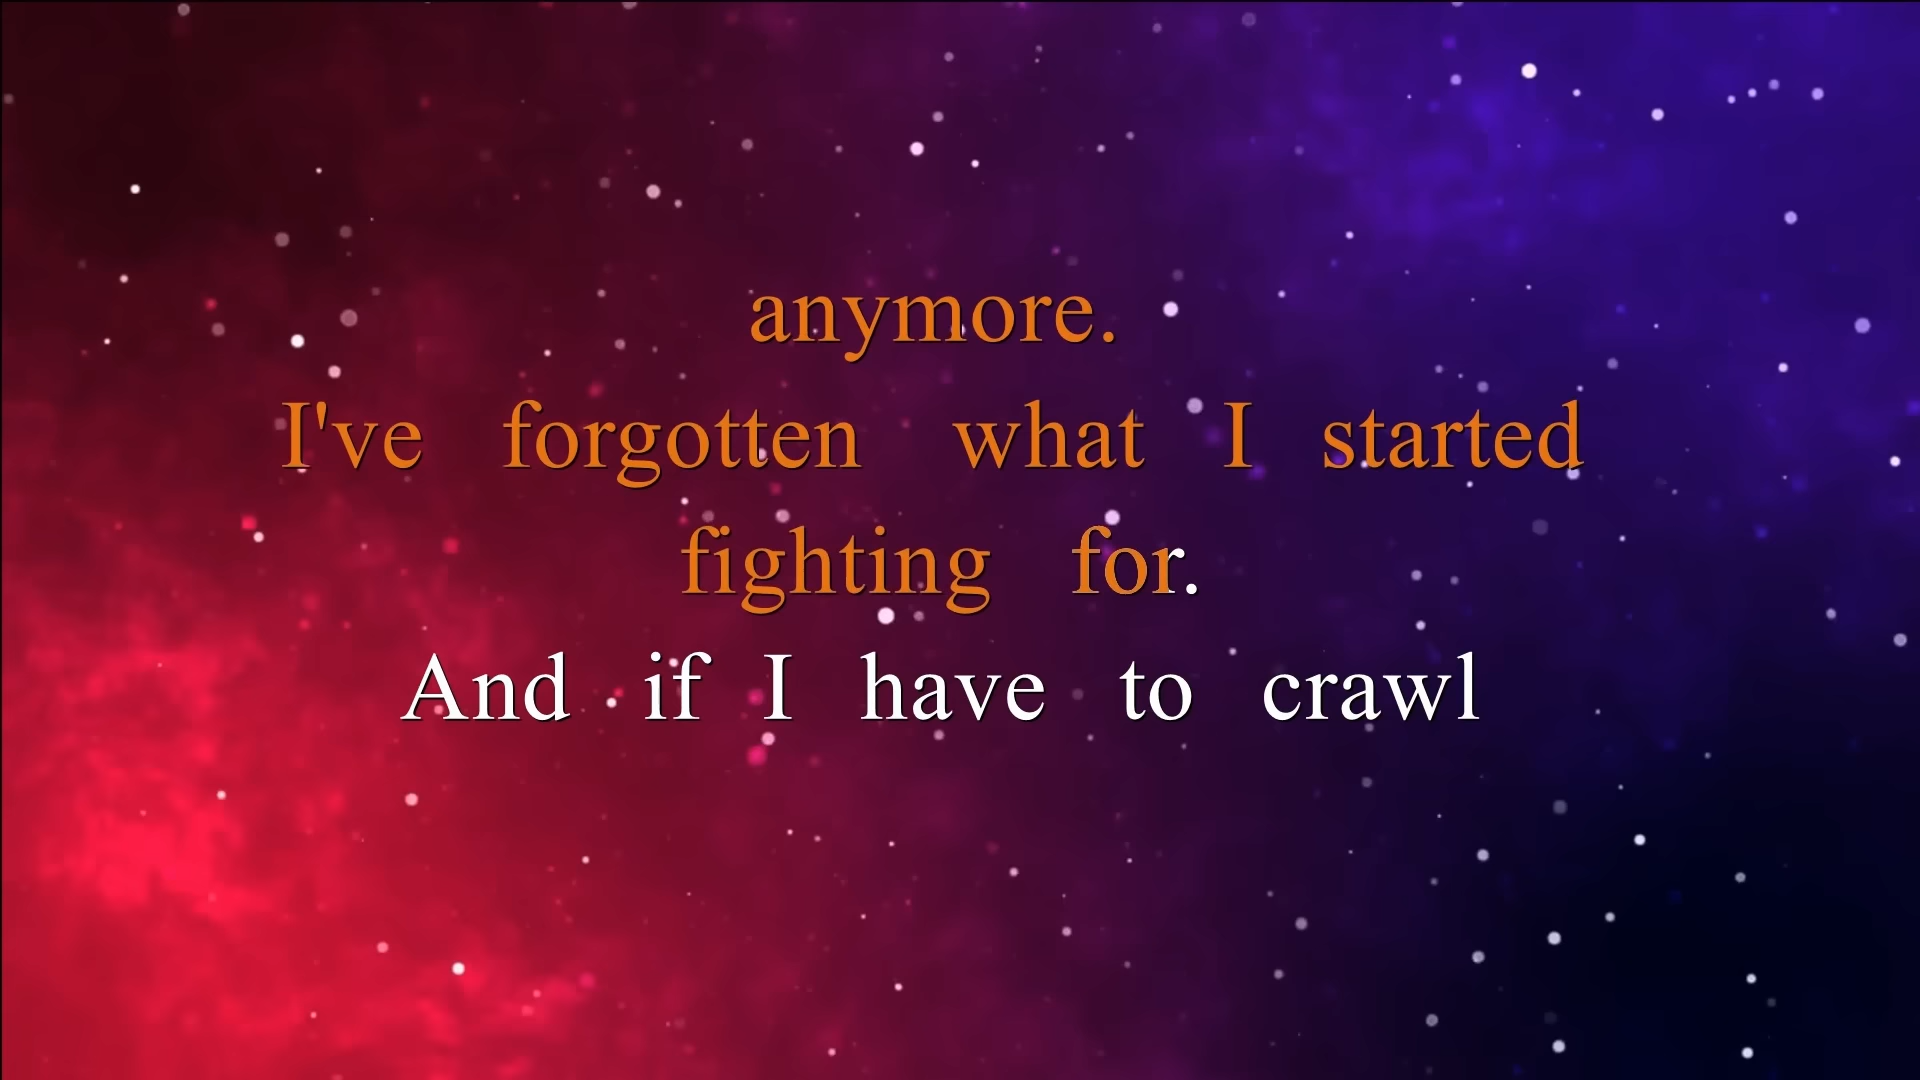 anymore.
I've forgotten what I started
fighting for.
And if I have to crawl